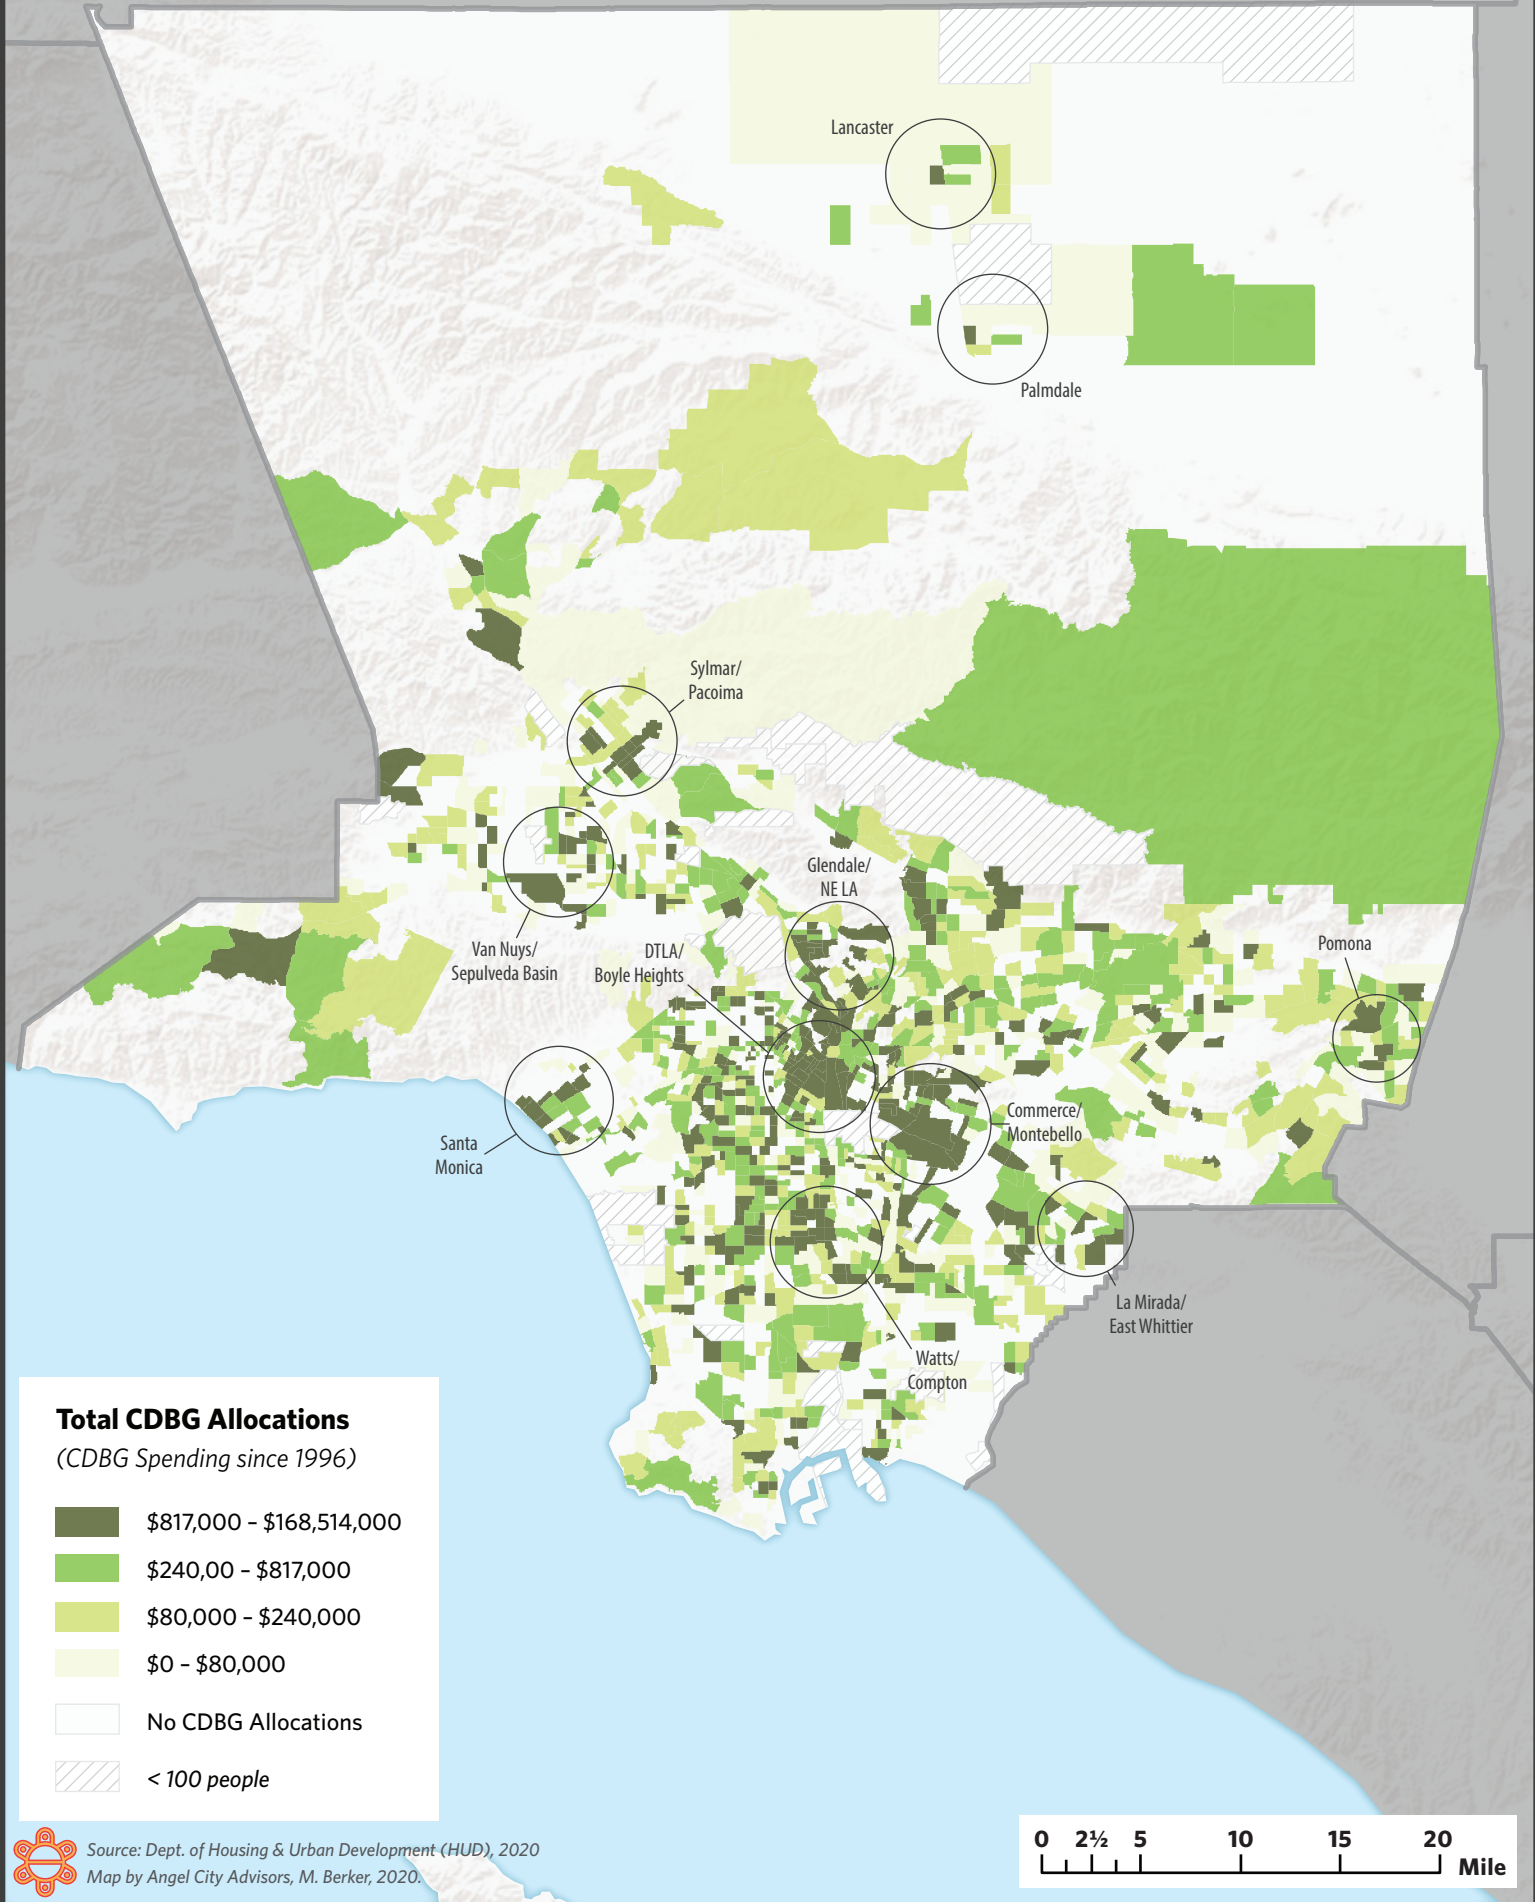 Lancaster
Palmdale
Sylmar/
Pacoima
Glendale/
NE LA
Van Nuys/
Sepulveda Basin
DTLA/
Boyle Heights
Pomona
Santa
Monica
Commerce/
Montebello
La Mirada/
East Whittier
Watts/
Compton
Total CDBG Allocations
(CDBG Spending since 1996)
$817,000 – $168,514,000
$240,00 – $817,000
$80,000 – $240,000
$0 – $80,000
No CDBG Allocations
< 100 people
Source: Dept. of Housing & Urban Development (HUD), 2020
Map by Angel City Advisors, M. Berker, 2020.
0 2½ 5 10 15 20
Mile